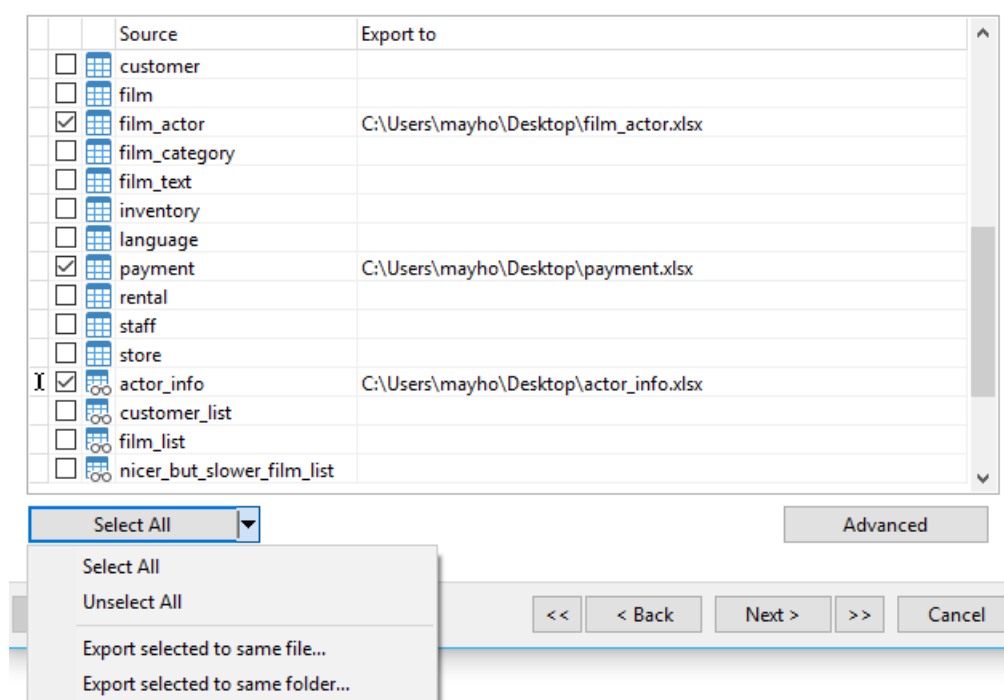 Source Export to
customer
film
film_actor C:\Users\mayho\Desktop\film_actor.xlsx
film_category
film_text
inventory
language
payment C:\Users\mayho\Desktop\payment.xlsx
rental
staff
store
actor_info C:\Users\mayho\Desktop\actor_info.xlsx
customer_list
film_list
nicer_but_slower_film_list
Select All Advanced
Select All
Unselect All
<< < Back Next > >> Cancel
Export selected to same file...
Export selected to same folder...